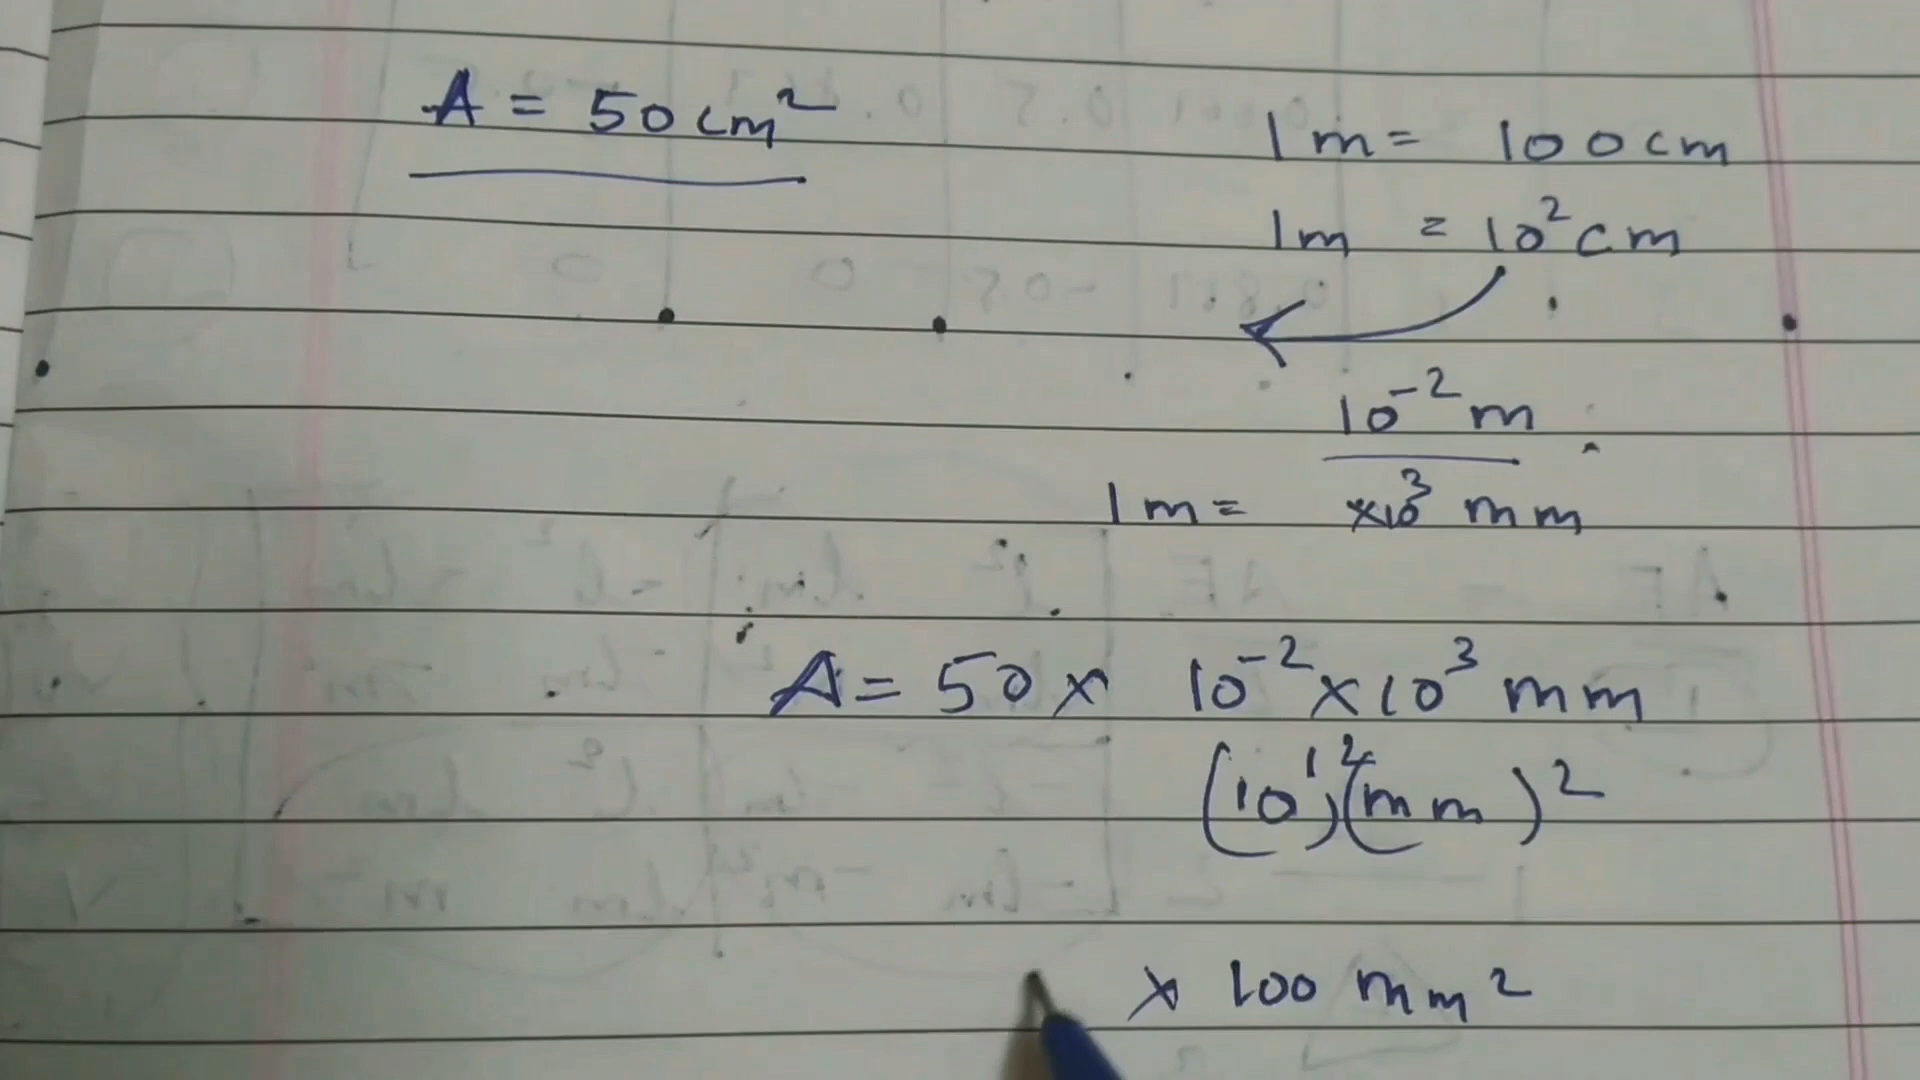 A = 50 cm²
1 m = 100 cm
1 m = 10² cm
10⁻² m
1 m = ×10³ mm
A = 50 × 10⁻² × 10³ mm
(10¹)²(mm)²
× 100 mm²